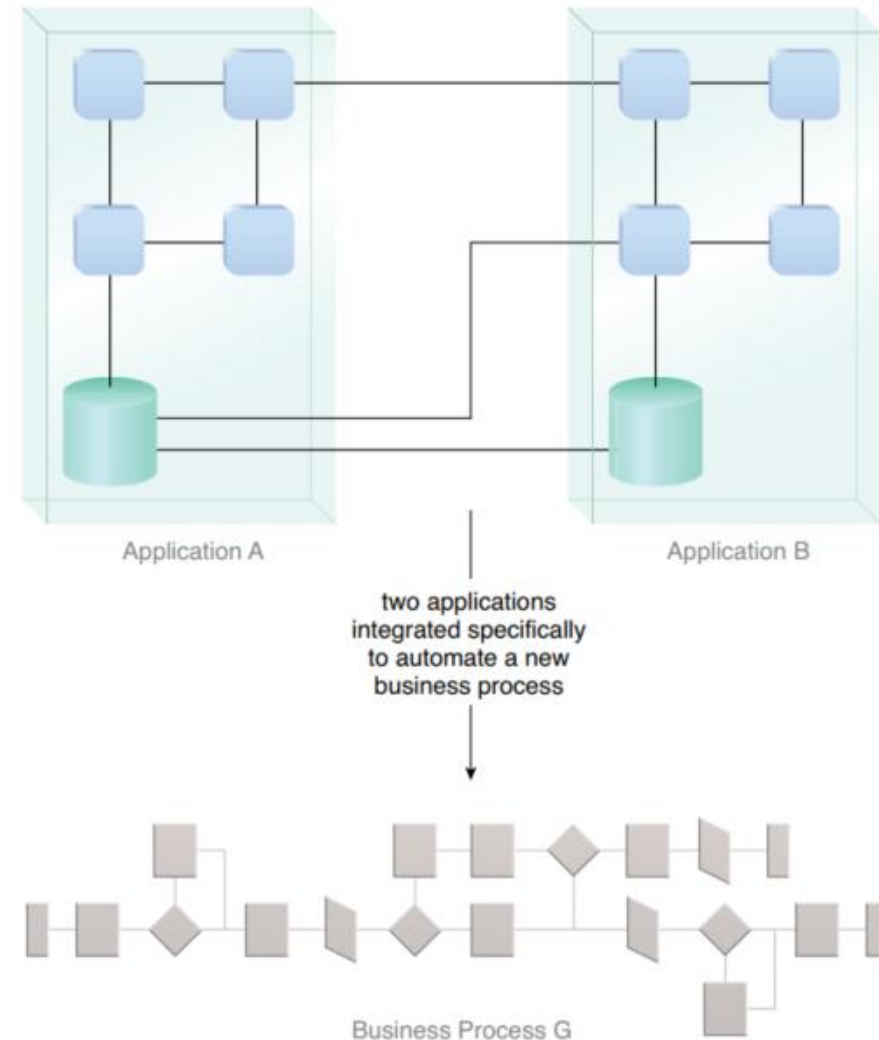 Application A
Application B
two applications
integrated specifically
to automate a new
business process
Business Process G